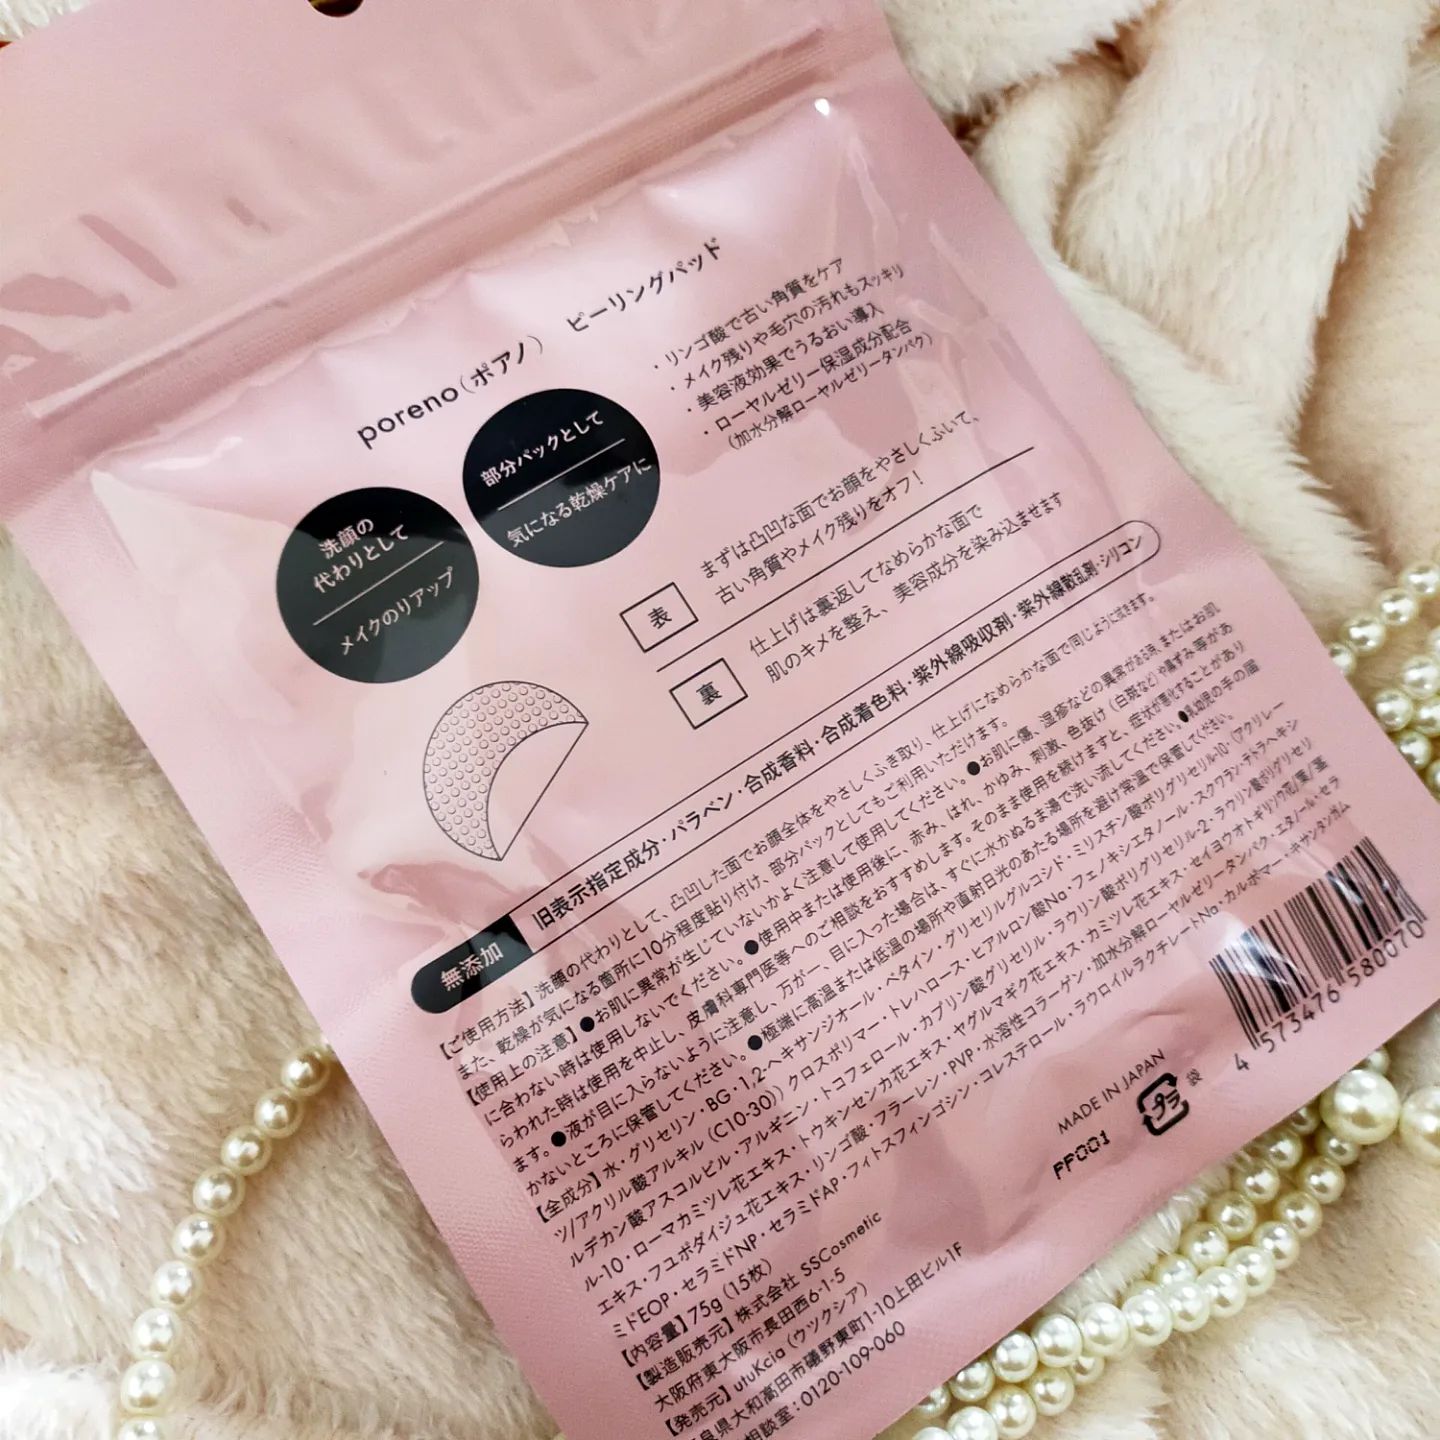 poreno(ポアノ) ピーリングパッド
・リンゴ酸で古い角質をケア
・メイク残りや毛穴の汚れもスッキリ
・美容液効果でうるおい導入
・ローヤルゼリー保湿成分配合
(加水分解ローヤルゼリータンパク)
洗顔の
代わりとして
メイクのりアップ
部分パックとして
気になる乾燥ケアに
表
まずは凸凹な面でお顔をやさしくふいて、
古い角質やメイク残りをオフ!
裏
仕上げは裏返してなめらかな面で
肌のキメを整え、美容成分を染み込ませます
無添加 旧表示指定成分・パラベン・合成香料・合成着色料・紫外線吸収剤・紫外線散乱剤・シリコン
【ご使用方法】洗顔の代わりとして、凸凹した面でお顔全体をやさしくふき取り、仕上げになめらかな面で同じように拭きます。
また、乾燥が気になる箇所に10分程度貼り付け、部分パックとしてもご利用いただけます。
【使用上の注意】●お肌に異常が生じていないかよく注意して使用してください。●お肌に傷、湿疹などの異常がある時、またはお肌
に合わない時は使用しないでください。●使用中または使用後に、赤み、はれ、かゆみ、刺激、色抜け(白斑など)や黒ずみ等があ
らわれた時は使用を中止し、皮膚科専門医等へのご相談をおすすめします。そのまま使用を続けますと、症状が悪化することがあり
ます。●液が目に入らないように注意し、万が一、目に入った場合は、すぐに水かぬるま湯で洗い流してください。●乳幼児の手の届
かないところに保管してください。●極端に高温または低温の場所や直射日光のあたる場所を避け常温で保管してください。
【全成分】水・グリセリン・BG・1,2-ヘキサンジオール・ベタイン・グリセリルグルコシド・ミリスチン酸ポリグリセリル-10・(アクリレー
ツ/アクリル酸アルキル(C10-30))クロスポリマー・トレハロース・ヒアルロン酸Na・フェノキシエタノール・スクワラン・テトラヘキシ
ルデカン酸アスコルビル・アルギニン・トコフェロール・カプリン酸グリセリル・ラウリン酸ポリグリセリル-2・ラウリン酸ポリグリセリ
ル-10・ローマカミツレ花エキス・トウキンセンカ花エキス・ヤグルマギク花エキス・カミツレ花エキス・セイヨウオトギリソウ花/葉/茎
エキス・フユボダイジュ花エキス・リンゴ酸・フラーレン・PVP・水溶性コラーゲン・加水分解ローヤルゼリータンパク・エタノール・セラ
ミドEOP・セラミドNP・セラミドAP・フィトスフィンゴシン・コレステロール・ラウロイルラクチレートNa・カルボマー・キサンタンガム
【内容量】75g(15枚)
【製造販売元】株式会社 SSCosmetic
大阪府東大阪市長田西6-1-5
【発売元】utuKcia(ウツクシア)
良県大和高田市礒野東町1-10上田ビル1F
相談室:0120-109-060
4 573476 580070
MADE IN JAPAN
プラ 袋
PP001